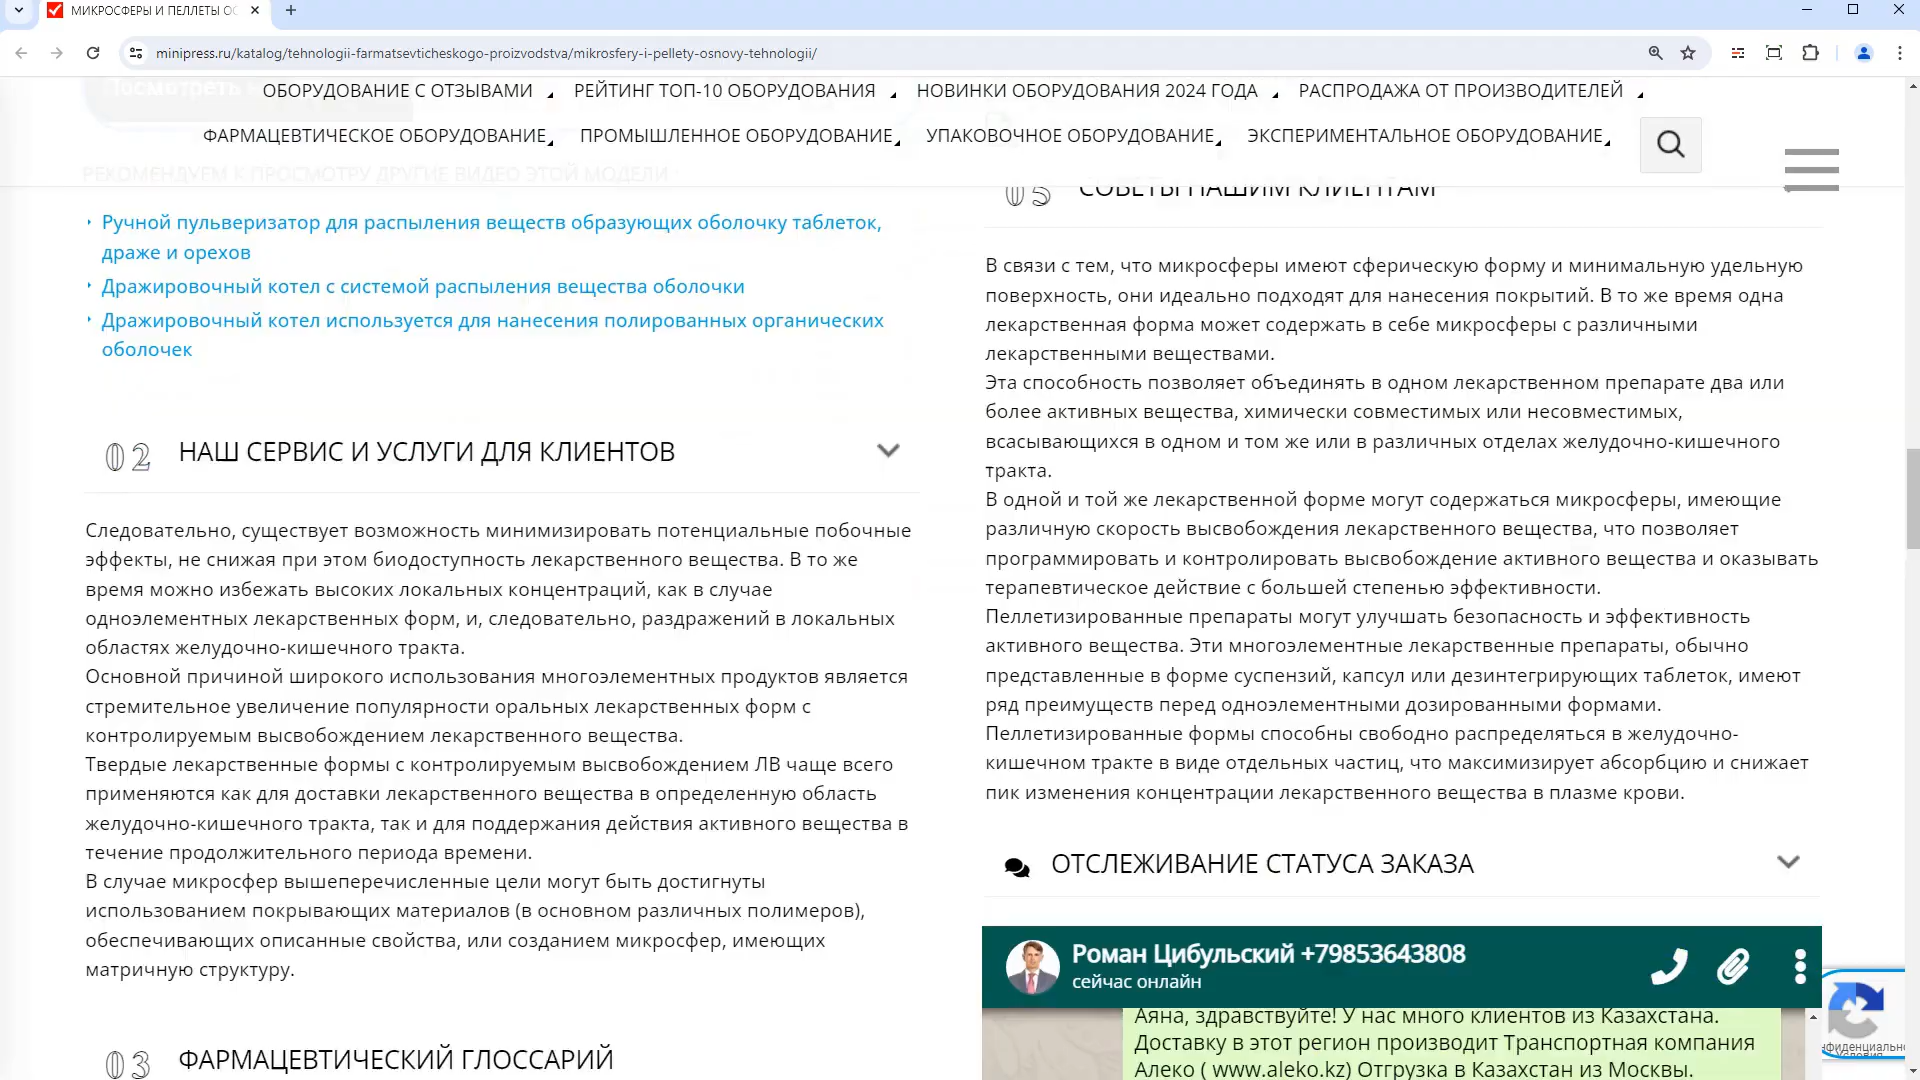 МИКРОСФЕРЫ И ПЕЛЛЕТЫ ОС
minipress.ru/katalog/tehnologii-farmatsevticheskogo-proizvodstva/mikrosfery-i-pellety-osnovy-tehnologii/
Посмотреть
ОБОРУДОВАНИЕ С ОТЗЫВАМИ
РЕЙТИНГ ТОП-10 ОБОРУДОВАНИЯ
НОВИНКИ ОБОРУДОВАНИЯ 2024 ГОДА
РАСПРОДАЖА ОТ ПРОИЗВОДИТЕЛЕЙ
ФАРМАЦЕВТИЧЕСКОЕ ОБОРУДОВАНИЕ
ПРОМЫШЛЕННОЕ ОБОРУДОВАНИЕ
УПАКОВОЧНОЕ ОБОРУДОВАНИЕ
ЭКСПЕРИМЕНТАЛЬНОЕ ОБОРУДОВАНИЕ
РЕКОМЕНДУЕМ К ПРОСМОТРУ ДРУГИЕ ВИДЕО ЭТОЙ МОДЕЛИ
Ручной пульверизатор для распыления веществ образующих оболочку таблеток,
драже и орехов
Дражировочный котел с системой распыления вещества оболочки
Дражировочный котел используется для нанесения полированных органических
оболочек
02 НАШ СЕРВИС И УСЛУГИ ДЛЯ КЛИЕНТОВ
Следовательно, существует возможность минимизировать потенциальные побочные
эффекты, не снижая при этом биодоступность лекарственного вещества. В то же
время можно избежать высоких локальных концентраций, как в случае
одноэлементных лекарственных форм, и, следовательно, раздражений в локальных
областях желудочно-кишечного тракта.
Основной причиной широкого использования многоэлементных продуктов является
стремительное увеличение популярности оральных лекарственных форм с
контролируемым высвобождением лекарственного вещества.
Твердые лекарственные формы с контролируемым высвобождением ЛВ чаще всего
применяются как для доставки лекарственного вещества в определенную область
желудочно-кишечного тракта, так и для поддержания действия активного вещества в
течение продолжительного периода времени.
В случае микросфер вышеперечисленные цели могут быть достигнуты
использованием покрывающих материалов (в основном различных полимеров),
обеспечивающих описанные свойства, или созданием микросфер, имеющих
матричную структуру.
03 ФАРМАЦЕВТИЧЕСКИЙ ГЛОССАРИЙ
05 СОВЕТЫ НАШИМ КЛИЕНТАМ
В связи с тем, что микросферы имеют сферическую форму и минимальную удельную
поверхность, они идеально подходят для нанесения покрытий. В то же время одна
лекарственная форма может содержать в себе микросферы с различными
лекарственными веществами.
Эта способность позволяет объединять в одном лекарственном препарате два или
более активных вещества, химически совместимых или несовместимых,
всасывающихся в одном и том же или в различных отделах желудочно-кишечного
тракта.
В одной и той же лекарственной форме могут содержаться микросферы, имеющие
различную скорость высвобождения лекарственного вещества, что позволяет
программировать и контролировать высвобождение активного вещества и оказывать
терапевтическое действие с большей степенью эффективности.
Пеллетизированные препараты могут улучшать безопасность и эффективность
активного вещества. Эти многоэлементные лекарственные препараты, обычно
представленные в форме суспензий, капсул или дезинтегрирующих таблеток, имеют
ряд преимуществ перед одноэлементными дозированными формами.
Пеллетизированные формы способны свободно распределяться в желудочно-
кишечном тракте в виде отдельных частиц, что максимизирует абсорбцию и снижает
пик изменения концентрации лекарственного вещества в плазме крови.
ОТСЛЕЖИВАНИЕ СТАТУСА ЗАКАЗА
Роман Цибульский +79853643808
сейчас онлайн
Аяна, здравствуйте! У нас много клиентов из Казахстана.
Доставку в этот регион производит Транспортная компания
Алеко ( www.aleko.kz) Отгрузка в Казахстан из Москвы.